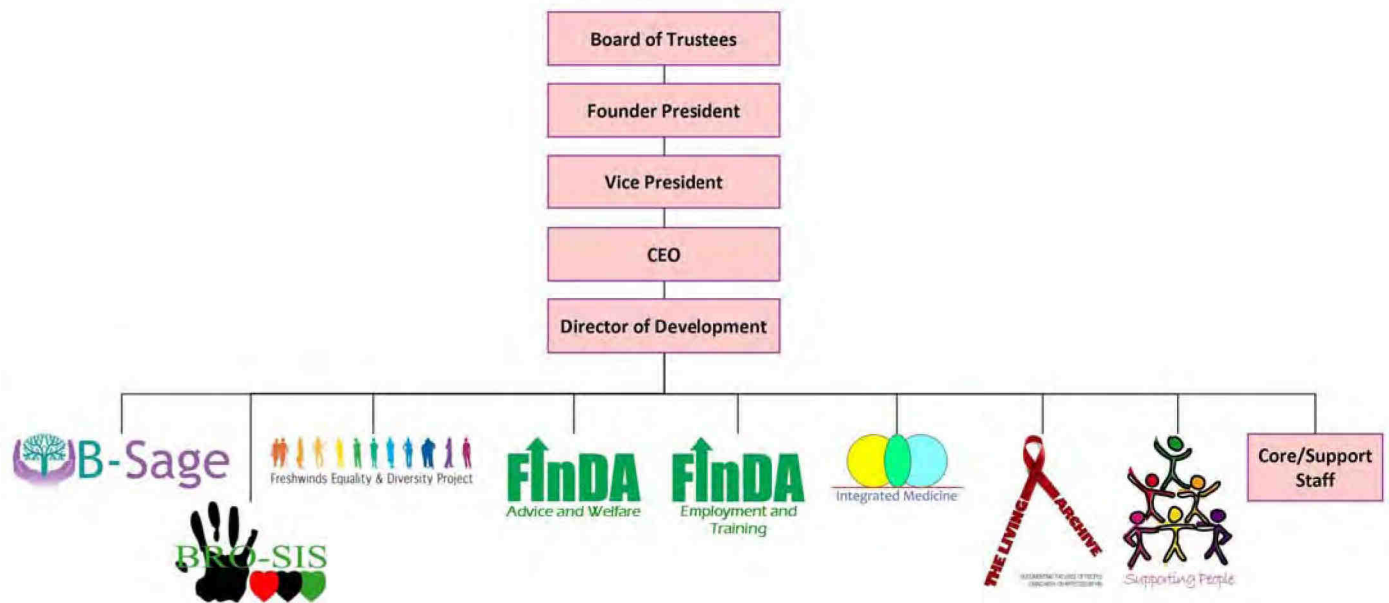 Board of Trustees
Founder President
Vice President
CEO
Director of Development
B-Sage
BRO-SIS
Freshwinds Equality & Diversity Project
FInDA
Advice and Welfare
FInDA
Employment and
Training
Integrated Medicine
THE LIVING
ARCHIVE
Supporting People
Core/Support
Staff